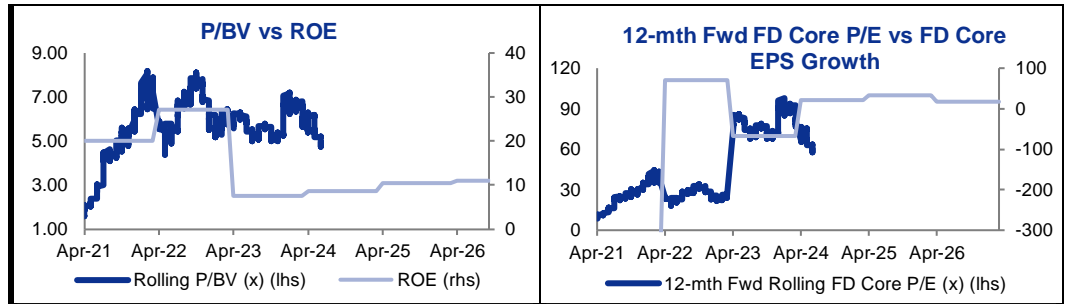 P/BV vs ROE
9.00
7.00
5.00
3.00
1.00
40
30
20
10
0
Apr-21 Apr-22 Apr-23 Apr-24 Apr-25 Apr-26
Rolling P/BV (x) (lhs) ROE (rhs)
12-mth Fwd FD Core P/E vs FD Core
EPS Growth
120
90
60
30
0
100
0
-100
-200
-300
Apr-21 Apr-22 Apr-23 Apr-24 Apr-25 Apr-26
12-mth Fwd Rolling FD Core P/E (x) (lhs)